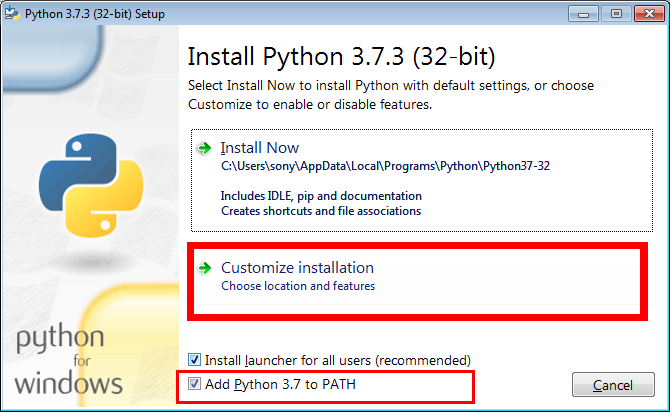 Python 3.7.3 (32-bit) Setup
Install Python 3.7.3 (32-bit)
Select Install Now to install Python with default settings, or choose
Customize to enable or disable features.
Install Now
C:\Users\sony\AppData\Local\Programs\Python\Python37-32
Includes IDLE, pip and documentation
Creates shortcuts and file associations
Customize installation
Choose location and features
python
for
windows
Install launcher for all users (recommended)
Add Python 3.7 to PATH
Cancel